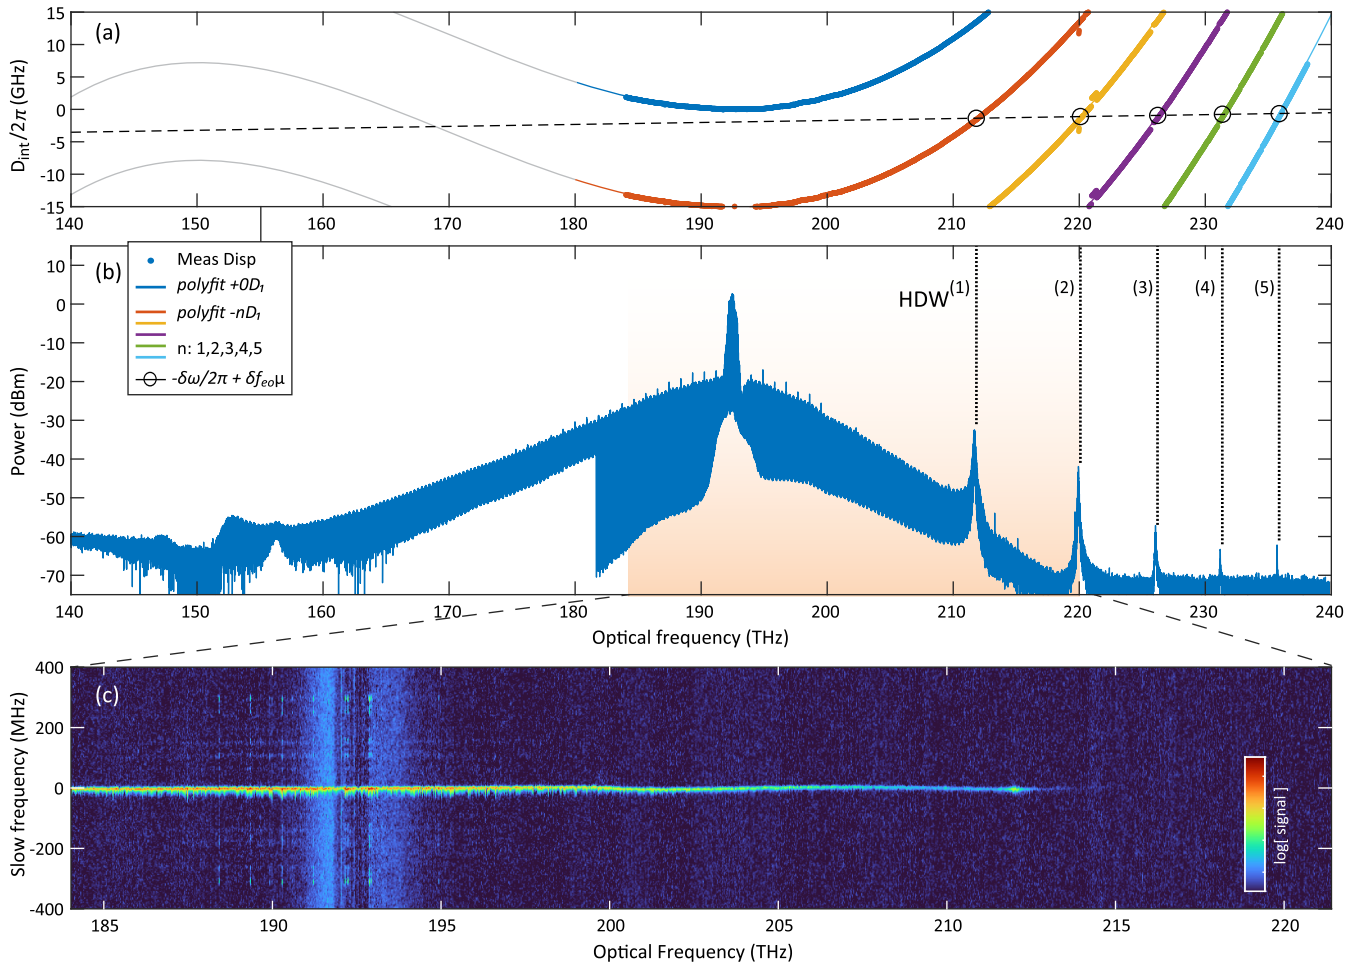 (a)
D_int/2π (GHz)
15
10
5
0
-5
-10
-15
140 150 160 170 180 190 200 210 220 230 240
(b)
Meas Disp
polyfit +0D₁
polyfit -nD₁
n: 1,2,3,4,5
-δω/2π + δf_eo μ
HDW (1) (2) (3) (4) (5)
Power (dBm)
10
0
-10
-20
-30
-40
-50
-60
-70
140 150 160 170 180 190 200 210 220 230 240
Optical frequency (THz)
(c)
Slow frequency (MHz)
400
200
0
-200
-400
log[ signal ]
185 190 195 200 205 210 215 220
Optical Frequency (THz)